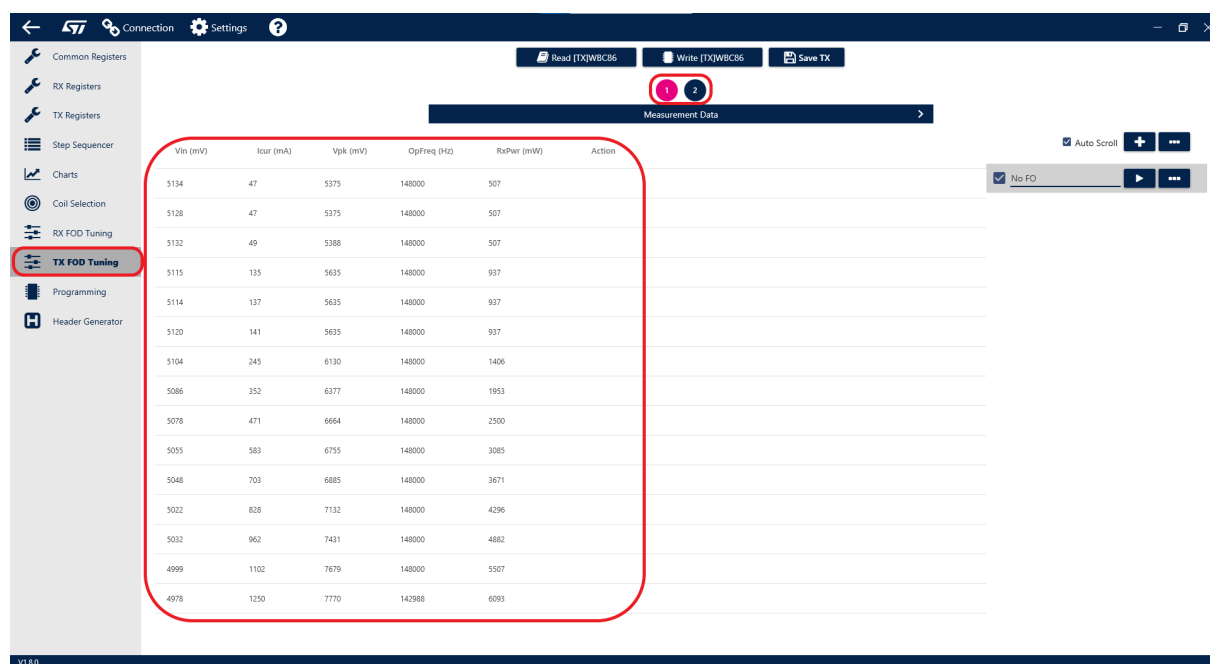 ST Connection Settings ?
Common Registers
RX Registers
TX Registers
Step Sequencer
Charts
Coil Selection
RX FOD Tuning
TX FOD Tuning
Programming
H Header Generator
Read [TX]WBC86 Write [TX]WBC86 Save TX
1 2
Measurement Data >
Auto Scroll
No FO
Vin (mV) Icur (mA) Vpk (mV) OpFreq (Hz) RxPwr (mW) Action
5134 47 5375 148000 507
5128 47 5375 148000 507
5132 49 5388 148000 507
5115 135 5635 148000 937
5114 137 5635 148000 937
5120 141 5635 148000 937
5104 245 6130 148000 1406
5086 352 6377 148000 1953
5078 471 6664 148000 2500
5055 583 6755 148000 3085
5048 703 6885 148000 3671
5022 828 7132 148000 4296
5032 962 7431 148000 4882
4999 1102 7679 148000 5507
4978 1250 7770 142988 6093
V1.8.0